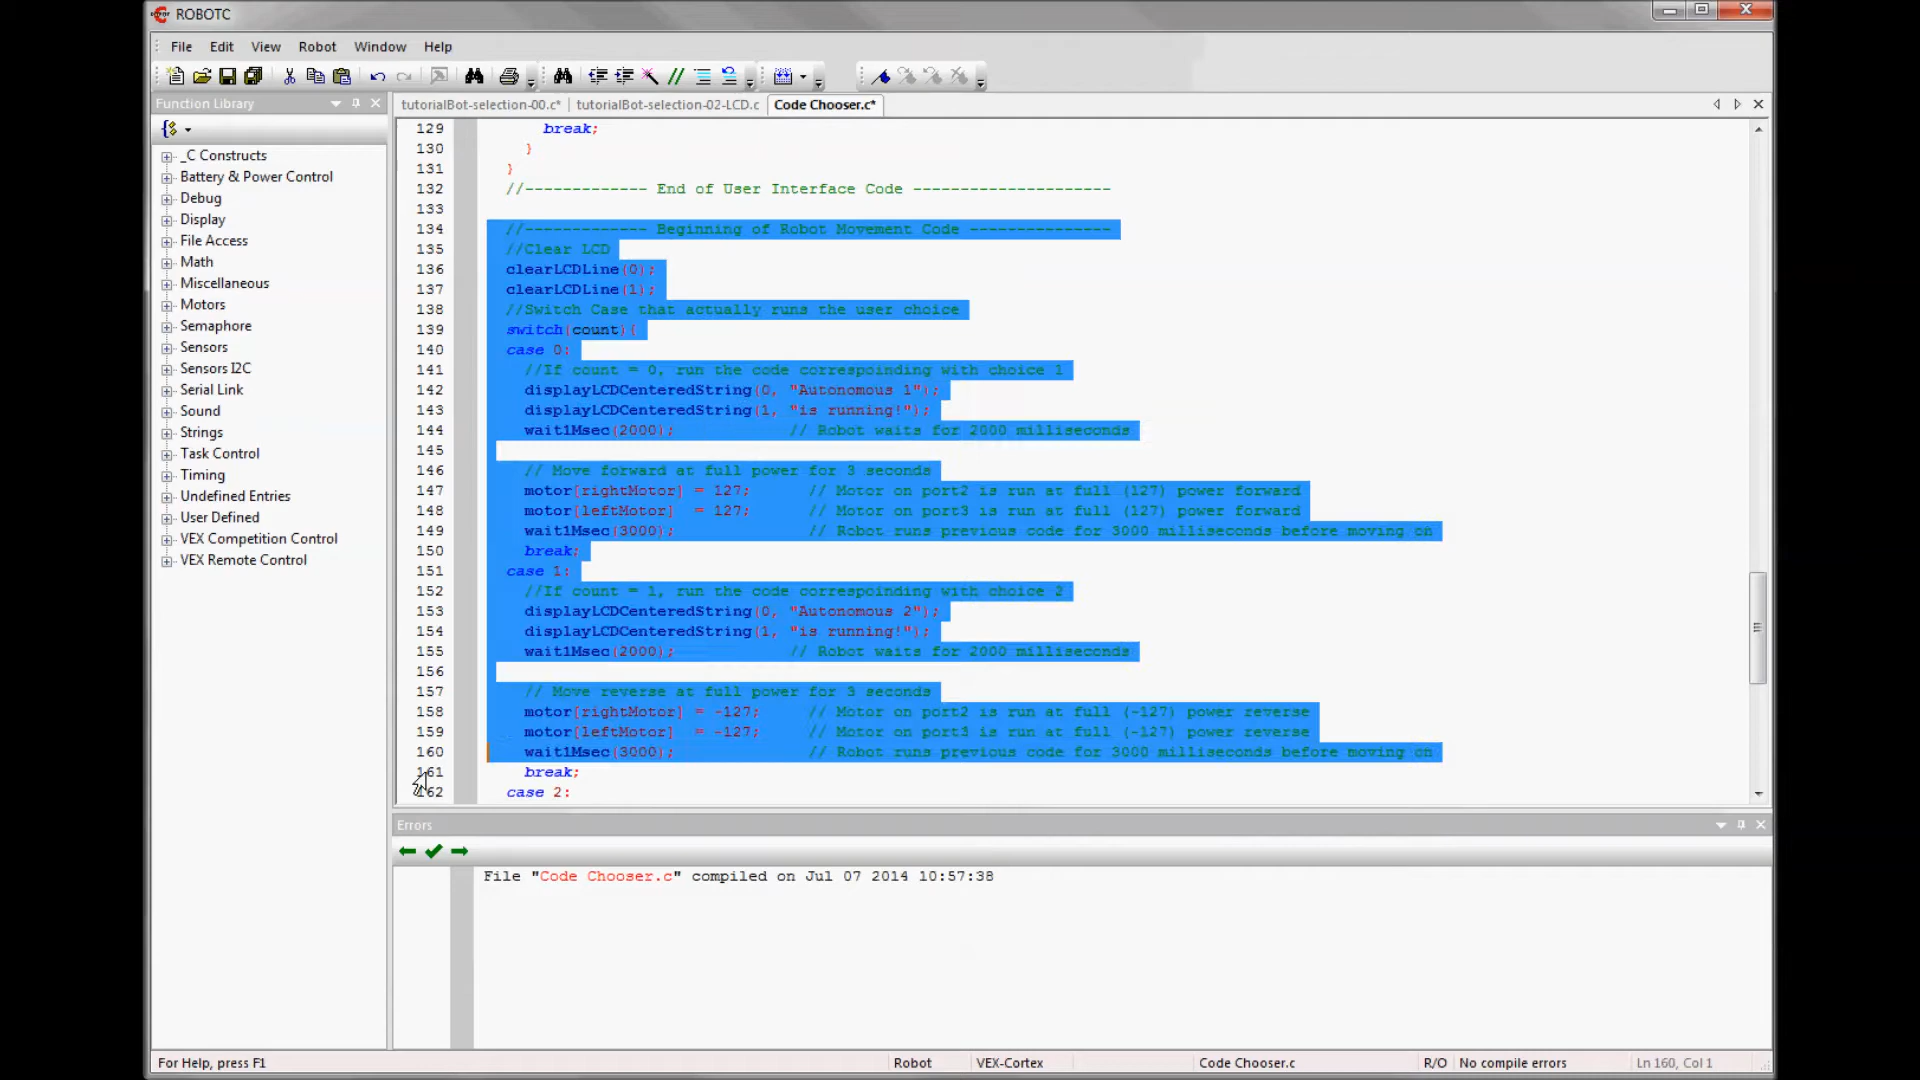 ROBOTC
File Edit View Robot Window Help
Function Library
tutorialBot-selection-00.c* tutorialBot-selection-02-LCD.c Code Chooser.c*
_C Constructs
Battery & Power Control
Debug
Display
File Access
Math
Miscellaneous
Motors
Semaphore
Sensors
Sensors I2C
Serial Link
Sound
Strings
Task Control
Timing
Undefined Entries
User Defined
VEX Competition Control
VEX Remote Control
129 break;
130 }
131 }
132 //------------- End of User Interface Code ---------------------
133
134 //------------- Beginning of Robot Movement Code ---------------
135 //Clear LCD
136 clearLCDLine(0);
137 clearLCDLine(1);
138 //Switch Case that actually runs the user choice
139 switch(count){
140 case 0:
141 //If count = 0, run the code correspoinding with choice 1
142 displayLCDCenteredString(0, "Autonomous 1");
143 displayLCDCenteredString(1, "is running!");
144 wait1Msec(2000); // Robot waits for 2000 milliseconds
145
146 // Move forward at full power for 3 seconds
147 motor[rightMotor] = 127; // Motor on port2 is run at full (127) power forward
148 motor[leftMotor] = 127; // Motor on port3 is run at full (127) power forward
149 wait1Msec(3000); // Robot runs previous code for 3000 milliseconds before moving on
150 break;
151 case 1:
152 //If count = 1, run the code correspoinding with choice 2
153 displayLCDCenteredString(0, "Autonomous 2");
154 displayLCDCenteredString(1, "is running!");
155 wait1Msec(2000); // Robot waits for 2000 milliseconds
156
157 // Move reverse at full power for 3 seconds
158 motor[rightMotor] = -127; // Motor on port2 is run at full (-127) power reverse
159 motor[leftMotor] = -127; // Motor on port3 is run at full (-127) power reverse
160 wait1Msec(3000); // Robot runs previous code for 3000 milliseconds before moving on
161 break;
162 case 2:
Errors
File "Code Chooser.c" compiled on Jul 07 2014 10:57:38
For Help, press F1 Robot VEX-Cortex Code Chooser.c R/O No compile errors Ln 160, Col 1